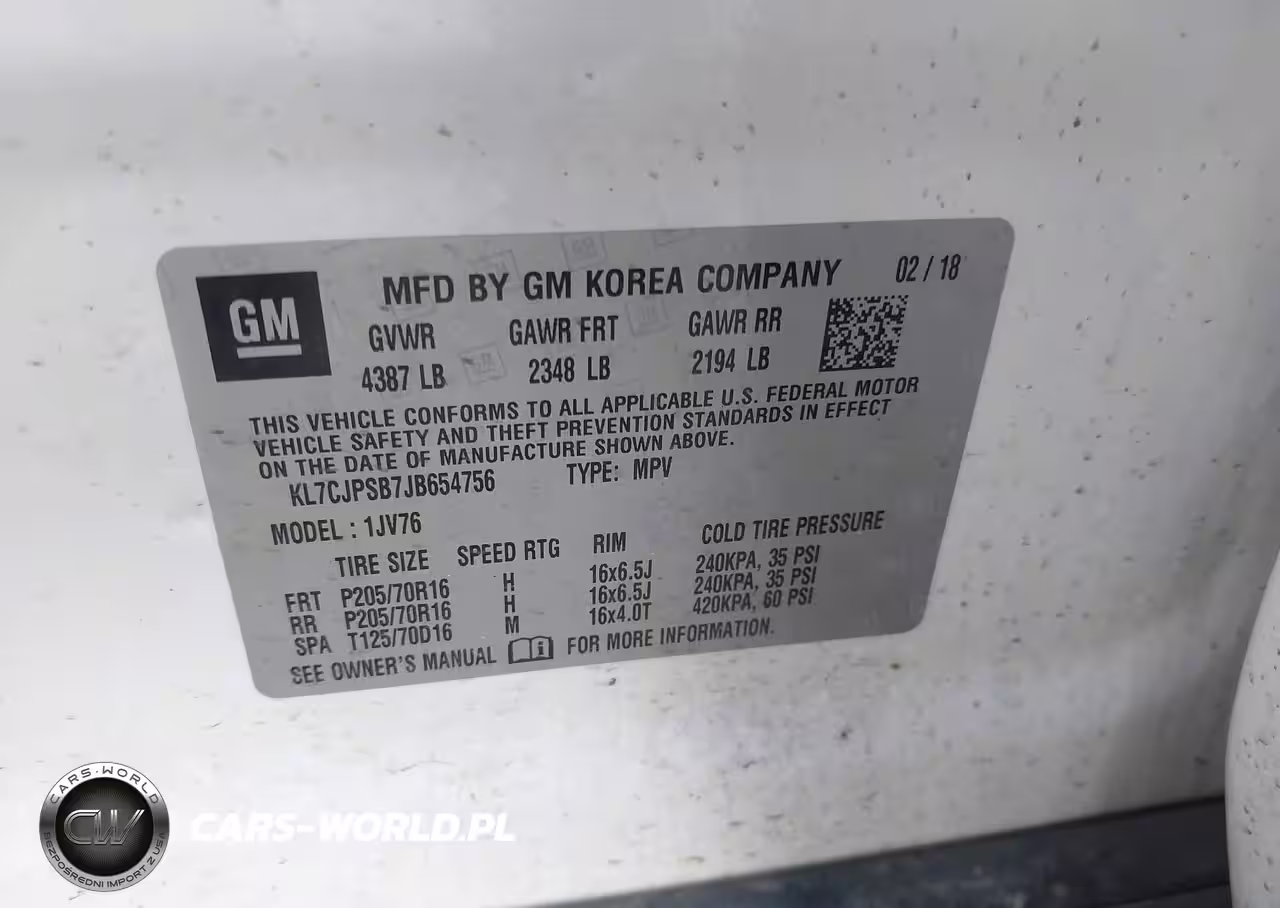 GM
MFD BY GM KOREA COMPANY 02 / 18
GVWR GAWR FRT GAWR RR
4387 LB 2348 LB 2194 LB
THIS VEHICLE CONFORMS TO ALL APPLICABLE U.S. FEDERAL MOTOR
VEHICLE SAFETY AND THEFT PREVENTION STANDARDS IN EFFECT
ON THE DATE OF MANUFACTURE SHOWN ABOVE.
KL7CJPSB7JB654756 TYPE: MPV
MODEL : 1JV76
TIRE SIZE SPEED RTG RIM COLD TIRE PRESSURE
FRT P205/70R16 H 16x6.5J 240KPA, 35 PSI
RR P205/70R16 H 16x6.5J 240KPA, 35 PSI
SPA T125/70D16 M 16x4.0T 420KPA, 60 PSI
SEE OWNER'S MANUAL FOR MORE INFORMATION.
CARS-WORLD
CW
BEZPOŚREDNI IMPORT Z USA
CARS-WORLD.PL